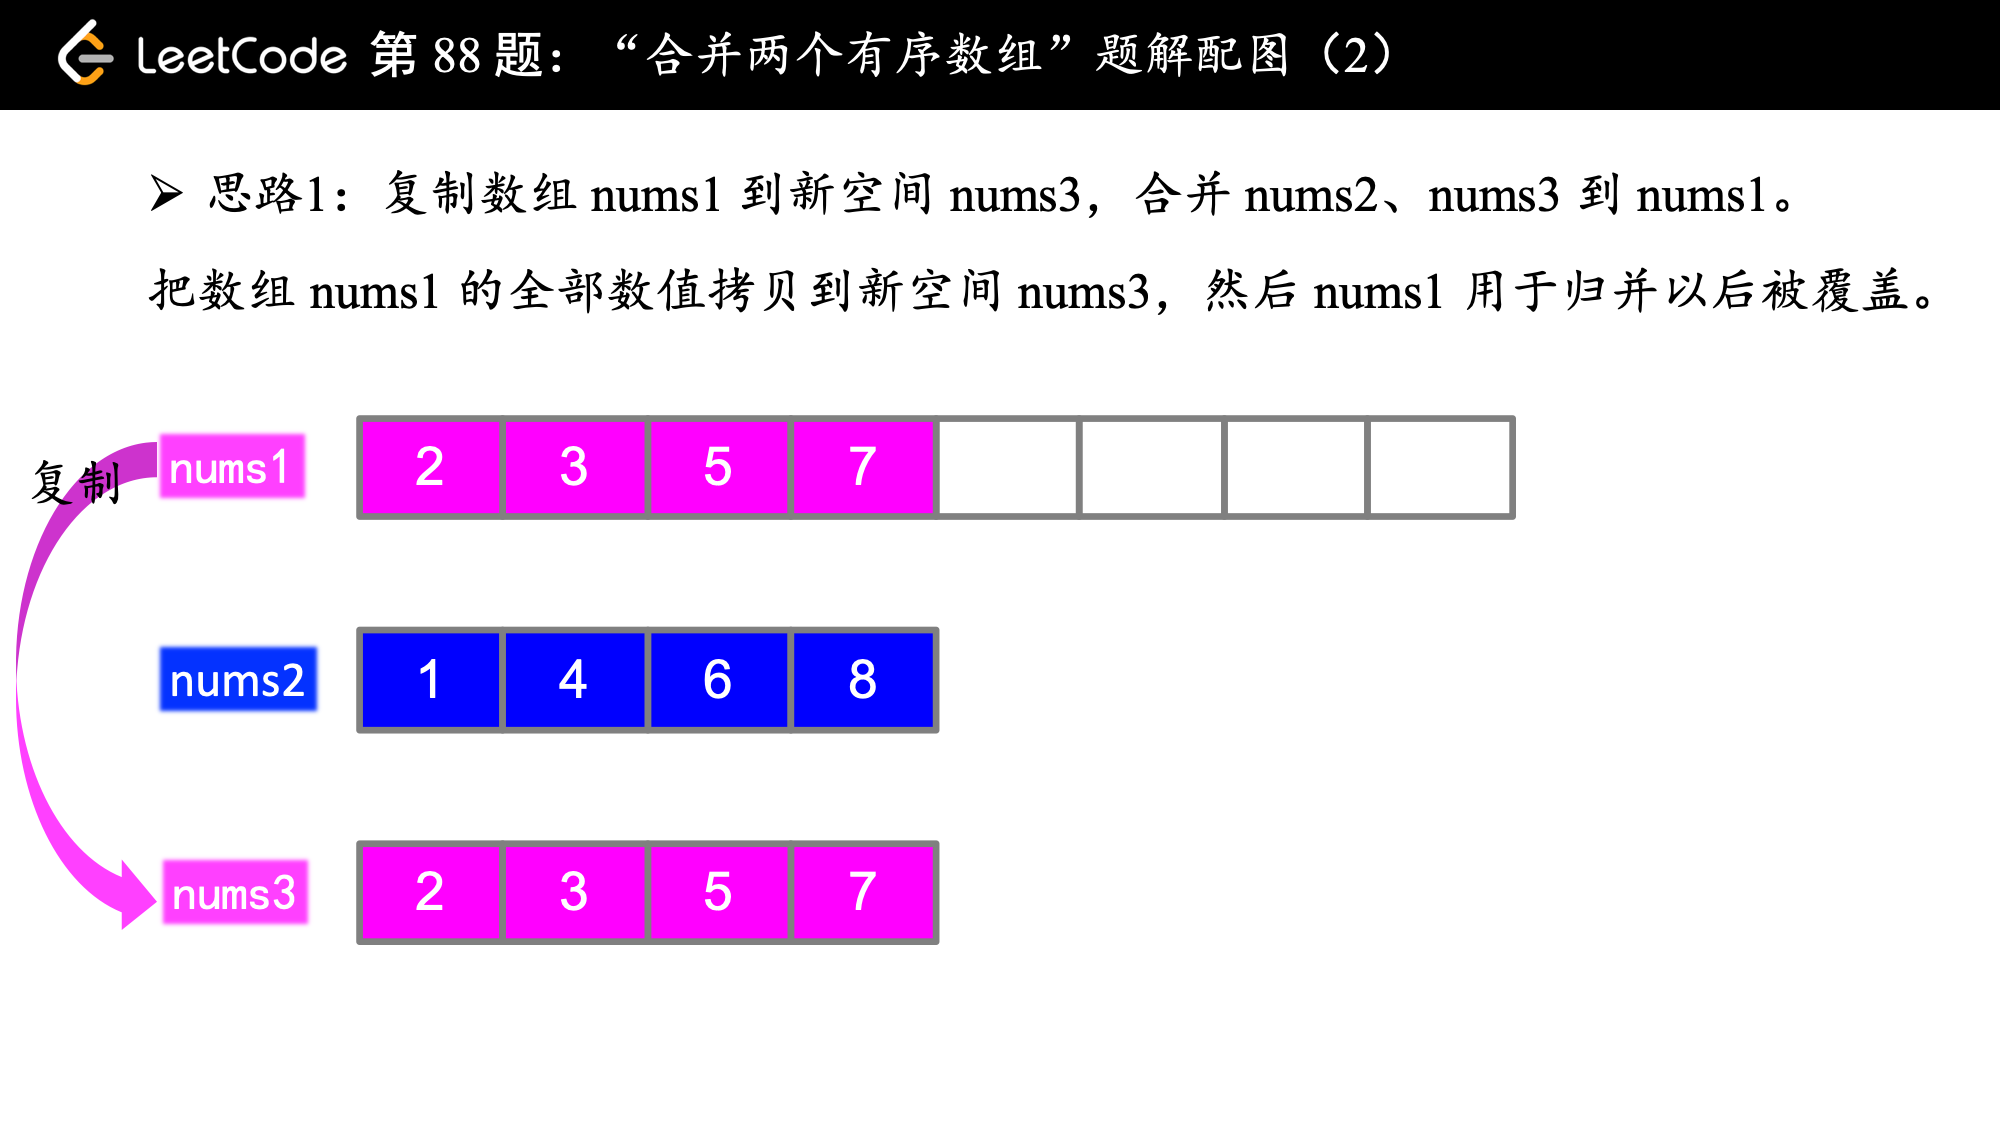 LeetCode 第 88 题：“合并两个有序数组”题解配图（2）
➢ 思路1：复制数组 nums1 到新空间 nums3，合并 nums2、nums3 到 nums1。
把数组 nums1 的全部数值拷贝到新空间 nums3，然后 nums1 用于归并以后被覆盖。
复制
nums1 2 3 5 7
nums2 1 4 6 8
nums3 2 3 5 7